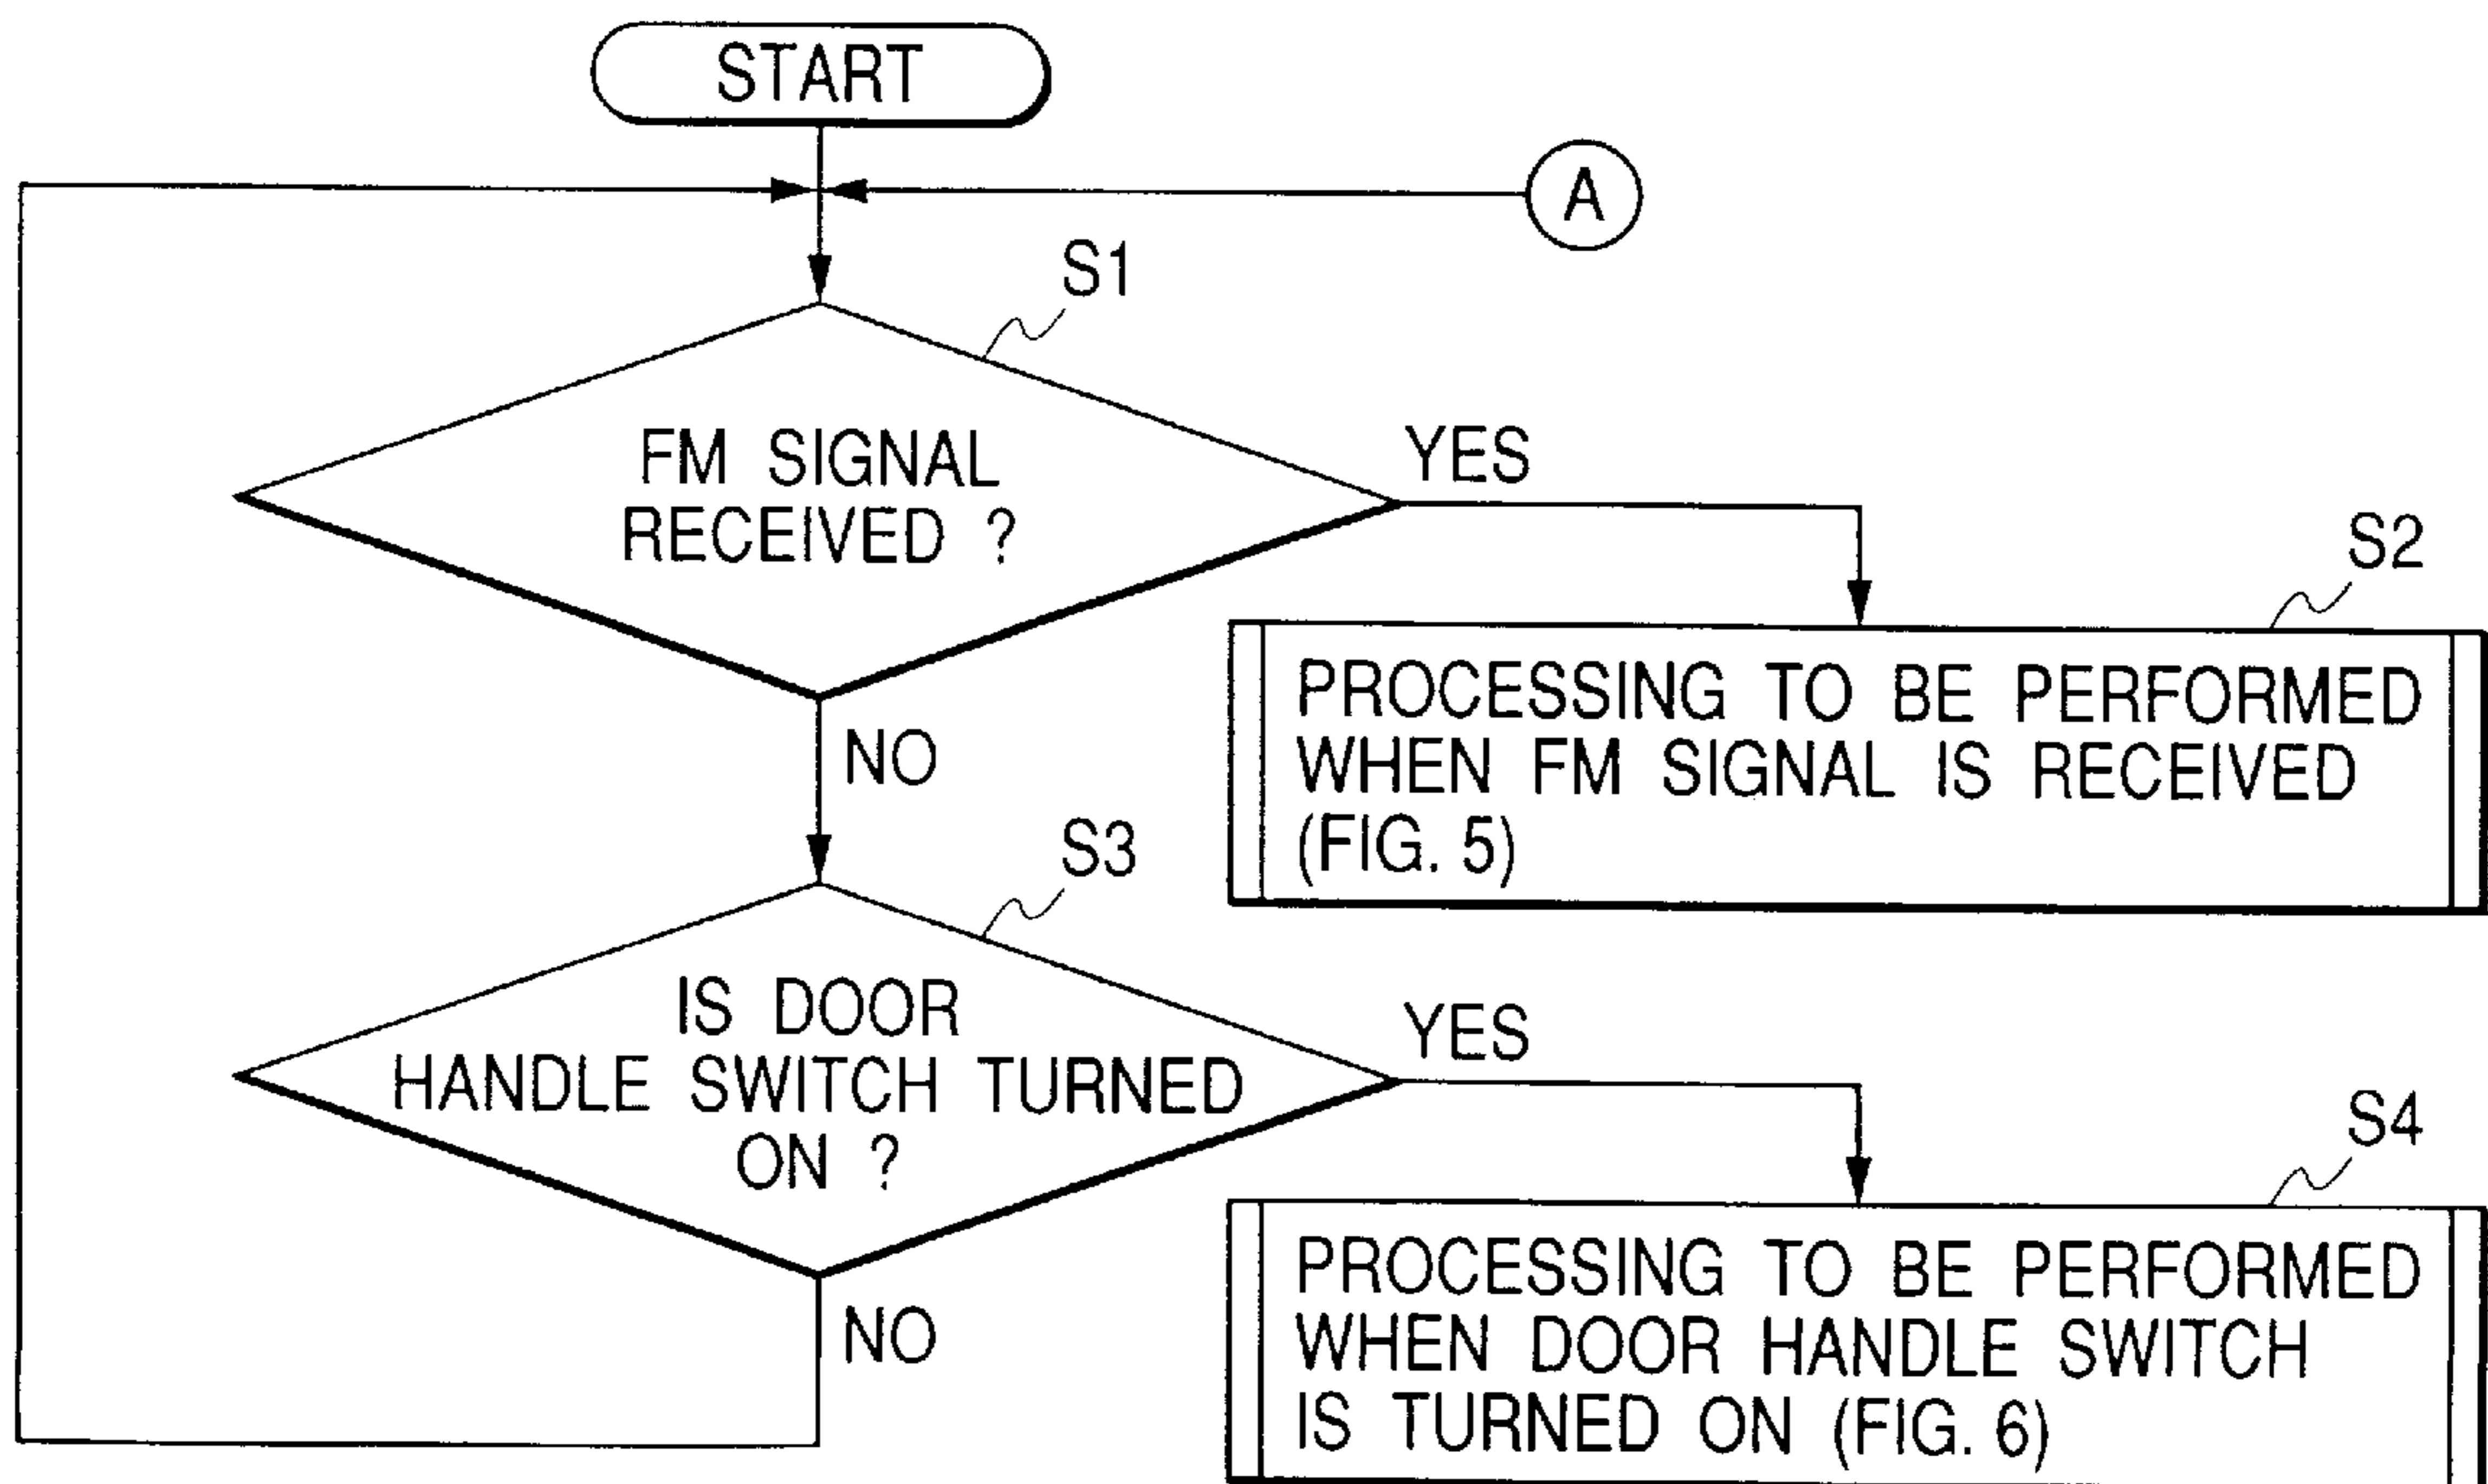 START
A
S1
FM SIGNAL
RECEIVED ?
YES
S2
PROCESSING TO BE PERFORMED
WHEN FM SIGNAL IS RECEIVED
(FIG. 5)
NO
S3
IS DOOR
HANDLE SWITCH TURNED
ON ?
YES
S4
PROCESSING TO BE PERFORMED
WHEN DOOR HANDLE SWITCH
IS TURNED ON (FIG. 6)
NO